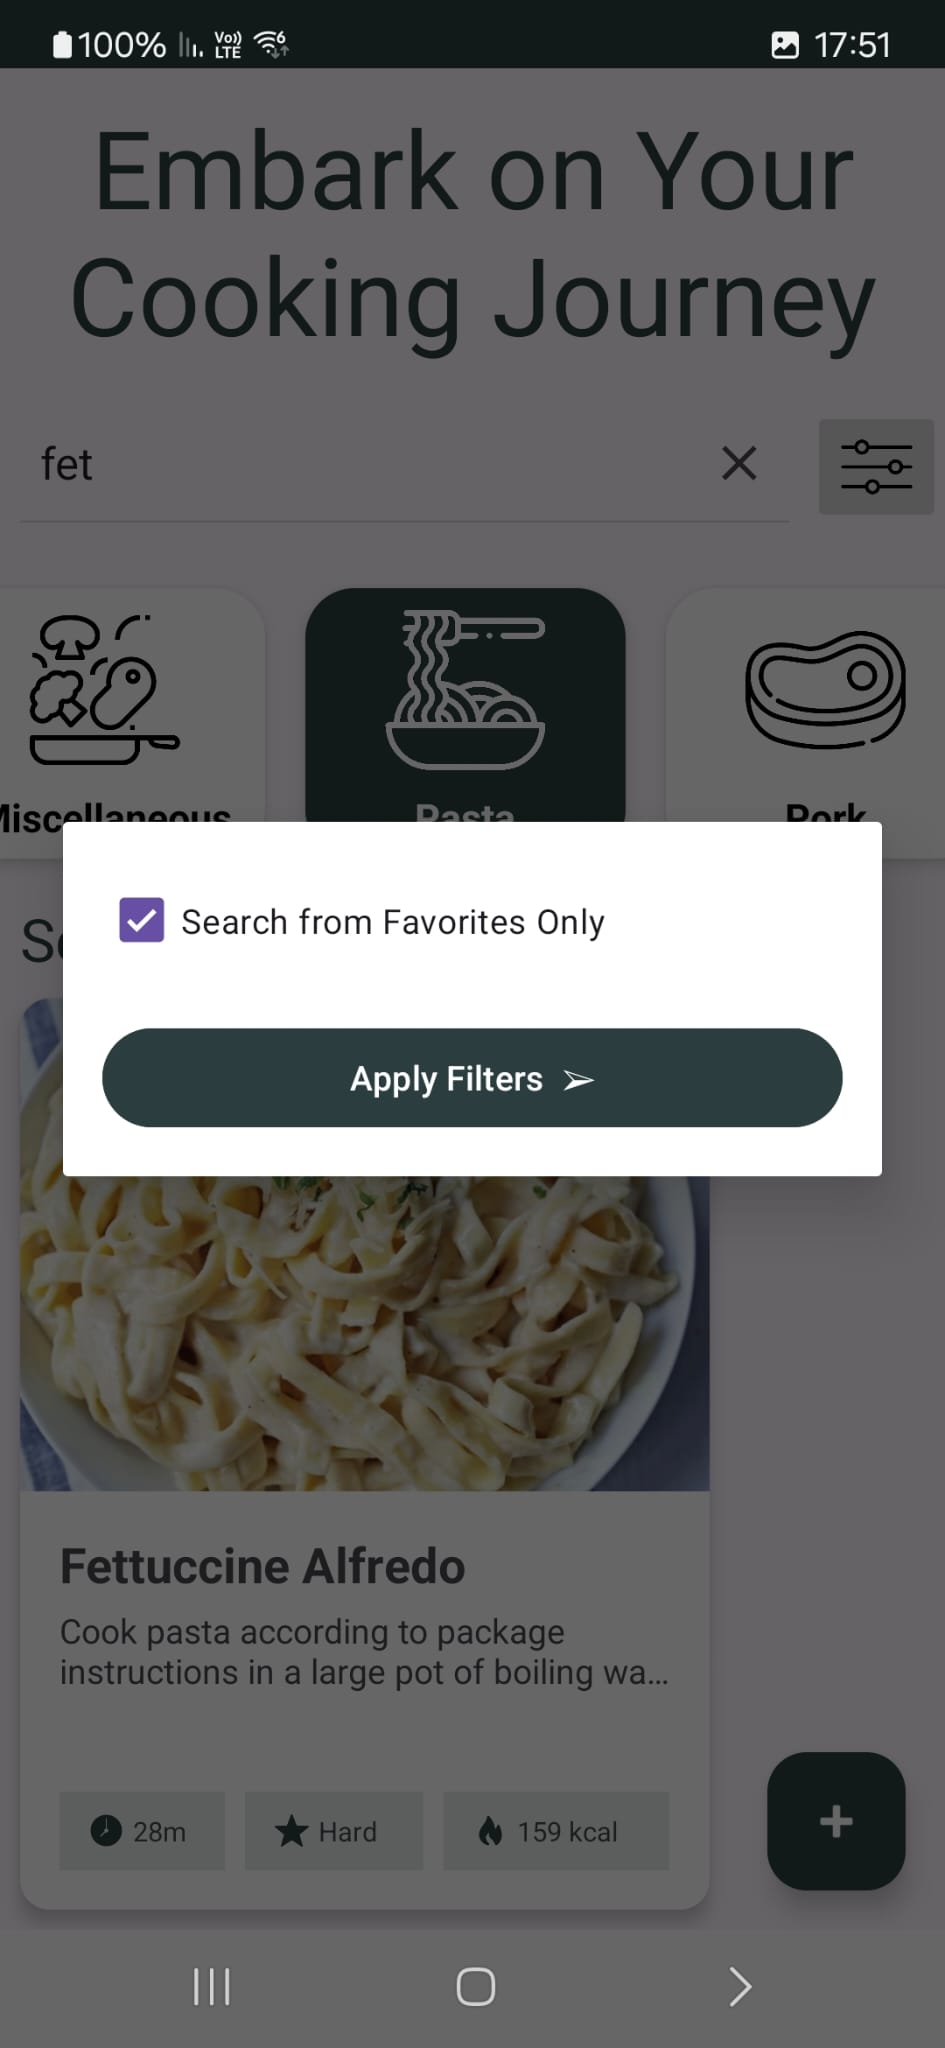 100% Vo)) LTE 6 17:51
Embark on Your
Cooking Journey
fet
Miscellaneous Pasta Pork
Search from Favorites Only
Apply Filters ➢
Fettuccine Alfredo
Cook pasta according to package
instructions in a large pot of boiling wa...
28m Hard 159 kcal
+